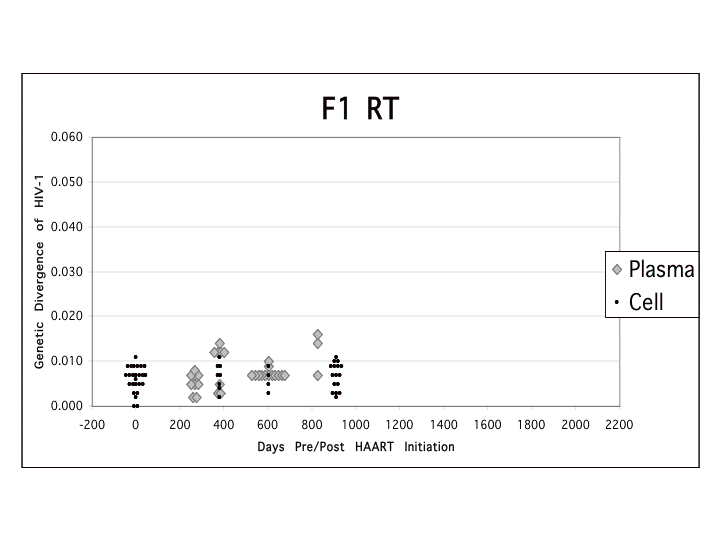 F1 RT
0.060
0.050
0.040
0.030
0.020
0.010
0.000
Genetic Divergence of HIV-1
-200 0 200 400 600 800 1000 1200 1400 1600 1800 2000 2200
Days Pre/Post HAART Initiation
Plasma
Cell